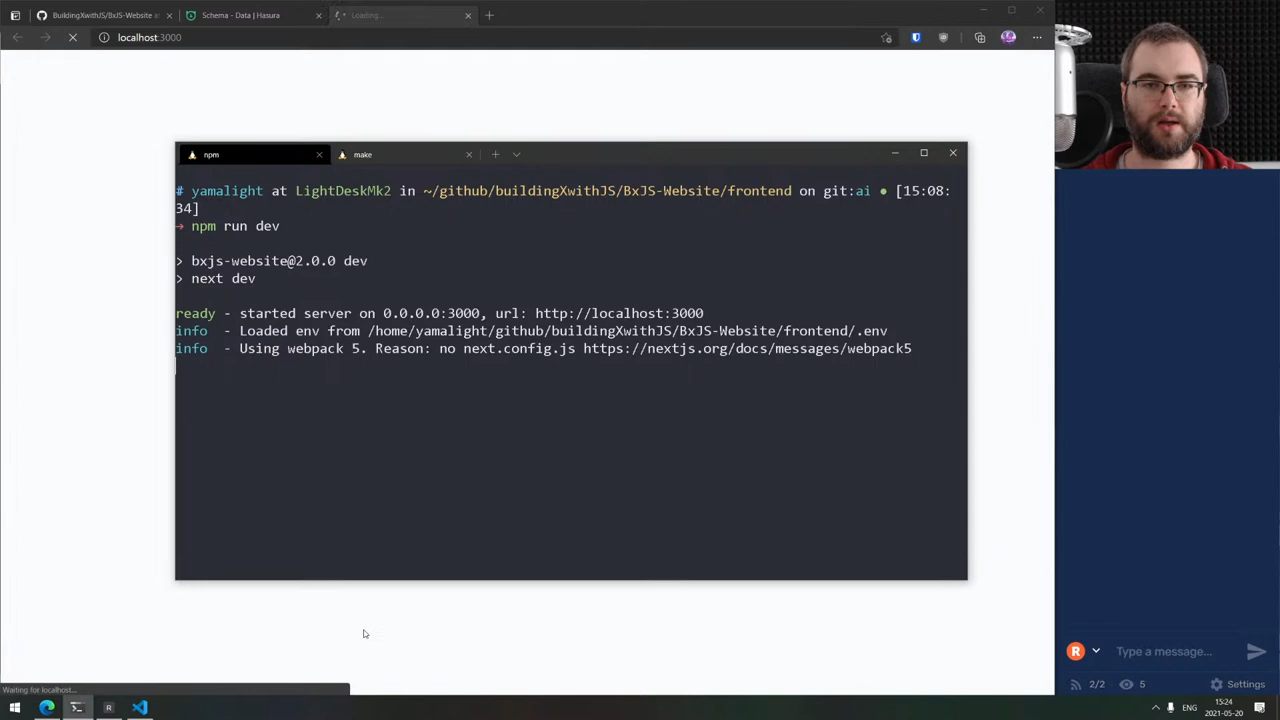 BuildingXwithJS/BxJS-Website at
Schema - Data | Hasura
Loading...
localhost:3000
npm
make
# yamalight at LightDeskMk2 in ~/github/buildingXwithJS/BxJS-Website/frontend on git:ai ● [15:08:
34]
→ npm run dev
> bxjs-website@2.0.0 dev
> next dev
ready - started server on 0.0.0.0:3000, url: http://localhost:3000
info - Loaded env from /home/yamalight/github/buildingXwithJS/BxJS-Website/frontend/.env
info - Using webpack 5. Reason: no next.config.js https://nextjs.org/docs/messages/webpack5
R
Type a message...
2/2
5
Settings
Waiting for localhost...
R
ENG
15:24
2021-05-20